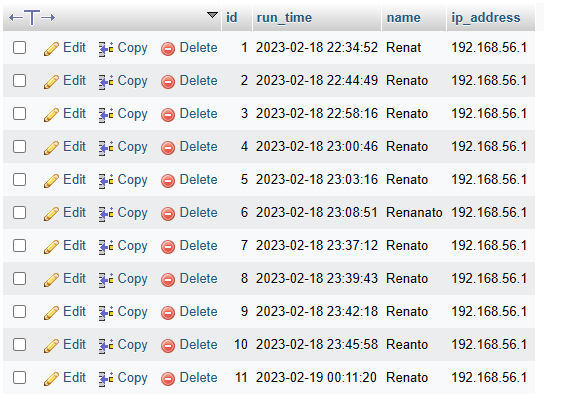 id run_time name ip_address
Edit Copy Delete 1 2023-02-18 22:34:52 Renat 192.168.56.1
Edit Copy Delete 2 2023-02-18 22:44:49 Renato 192.168.56.1
Edit Copy Delete 3 2023-02-18 22:58:16 Renato 192.168.56.1
Edit Copy Delete 4 2023-02-18 23:00:46 Renato 192.168.56.1
Edit Copy Delete 5 2023-02-18 23:03:16 Renato 192.168.56.1
Edit Copy Delete 6 2023-02-18 23:08:51 Renanato 192.168.56.1
Edit Copy Delete 7 2023-02-18 23:37:12 Renato 192.168.56.1
Edit Copy Delete 8 2023-02-18 23:39:43 Renato 192.168.56.1
Edit Copy Delete 9 2023-02-18 23:42:18 Renato 192.168.56.1
Edit Copy Delete 10 2023-02-18 23:45:58 Reanto 192.168.56.1
Edit Copy Delete 11 2023-02-19 00:11:20 Renato 192.168.56.1